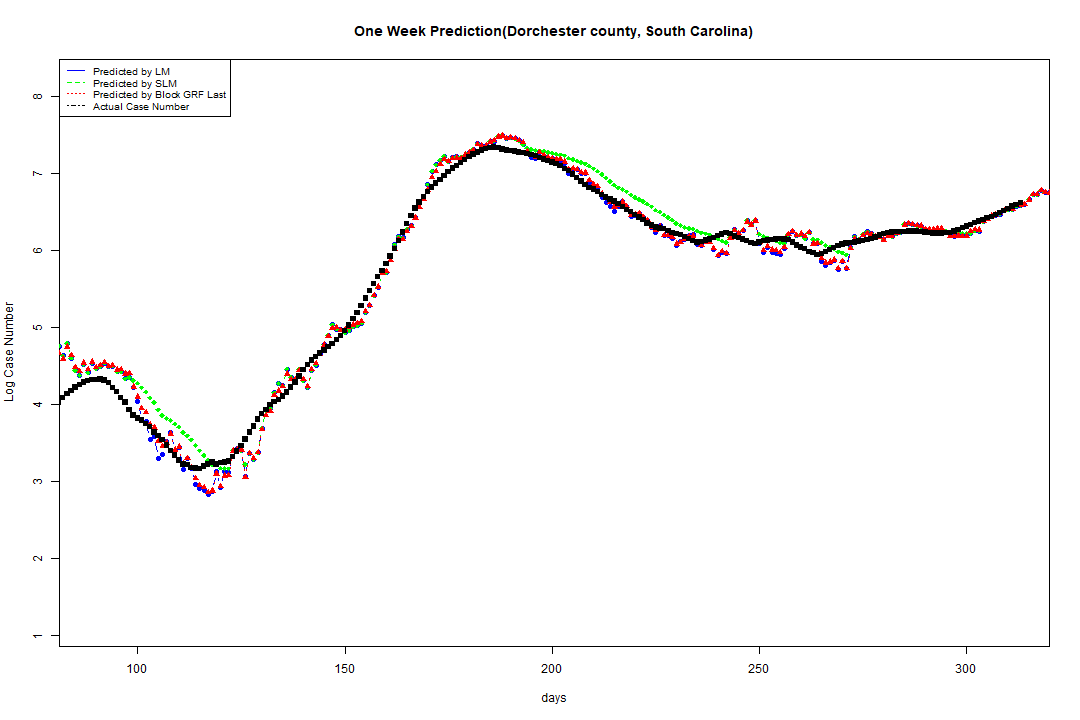 One Week Prediction(Dorchester county, South Carolina)
Predicted by LM
Predicted by SLM
Predicted by Block GRF Last
Actual Case Number
8
7
6
5
4
3
2
1
Log Case Number
100 150 200 250 300
days